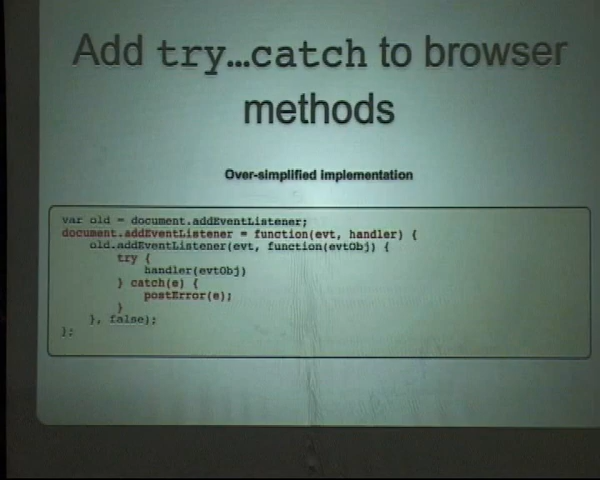 Add try…catch to browser
methods
Over-simplified implementation
var old = document.addEventListener;
document.addEventListener = function(evt, handler) {
old.addEventListener(evt, function(evtObj) {
try {
handler(evtObj)
} catch(e) {
postError(e);
}
}, false);
};